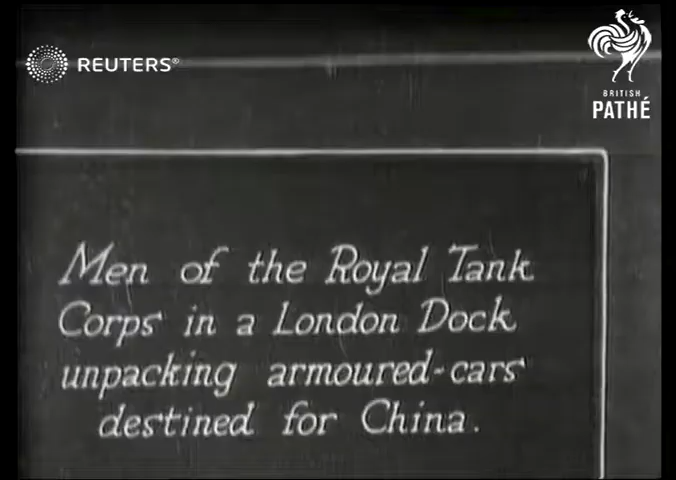 REUTERS®
BRITISH
PATHÉ
Men of the Royal Tank
Corps in a London Dock
unpacking armoured-cars
destined for China.